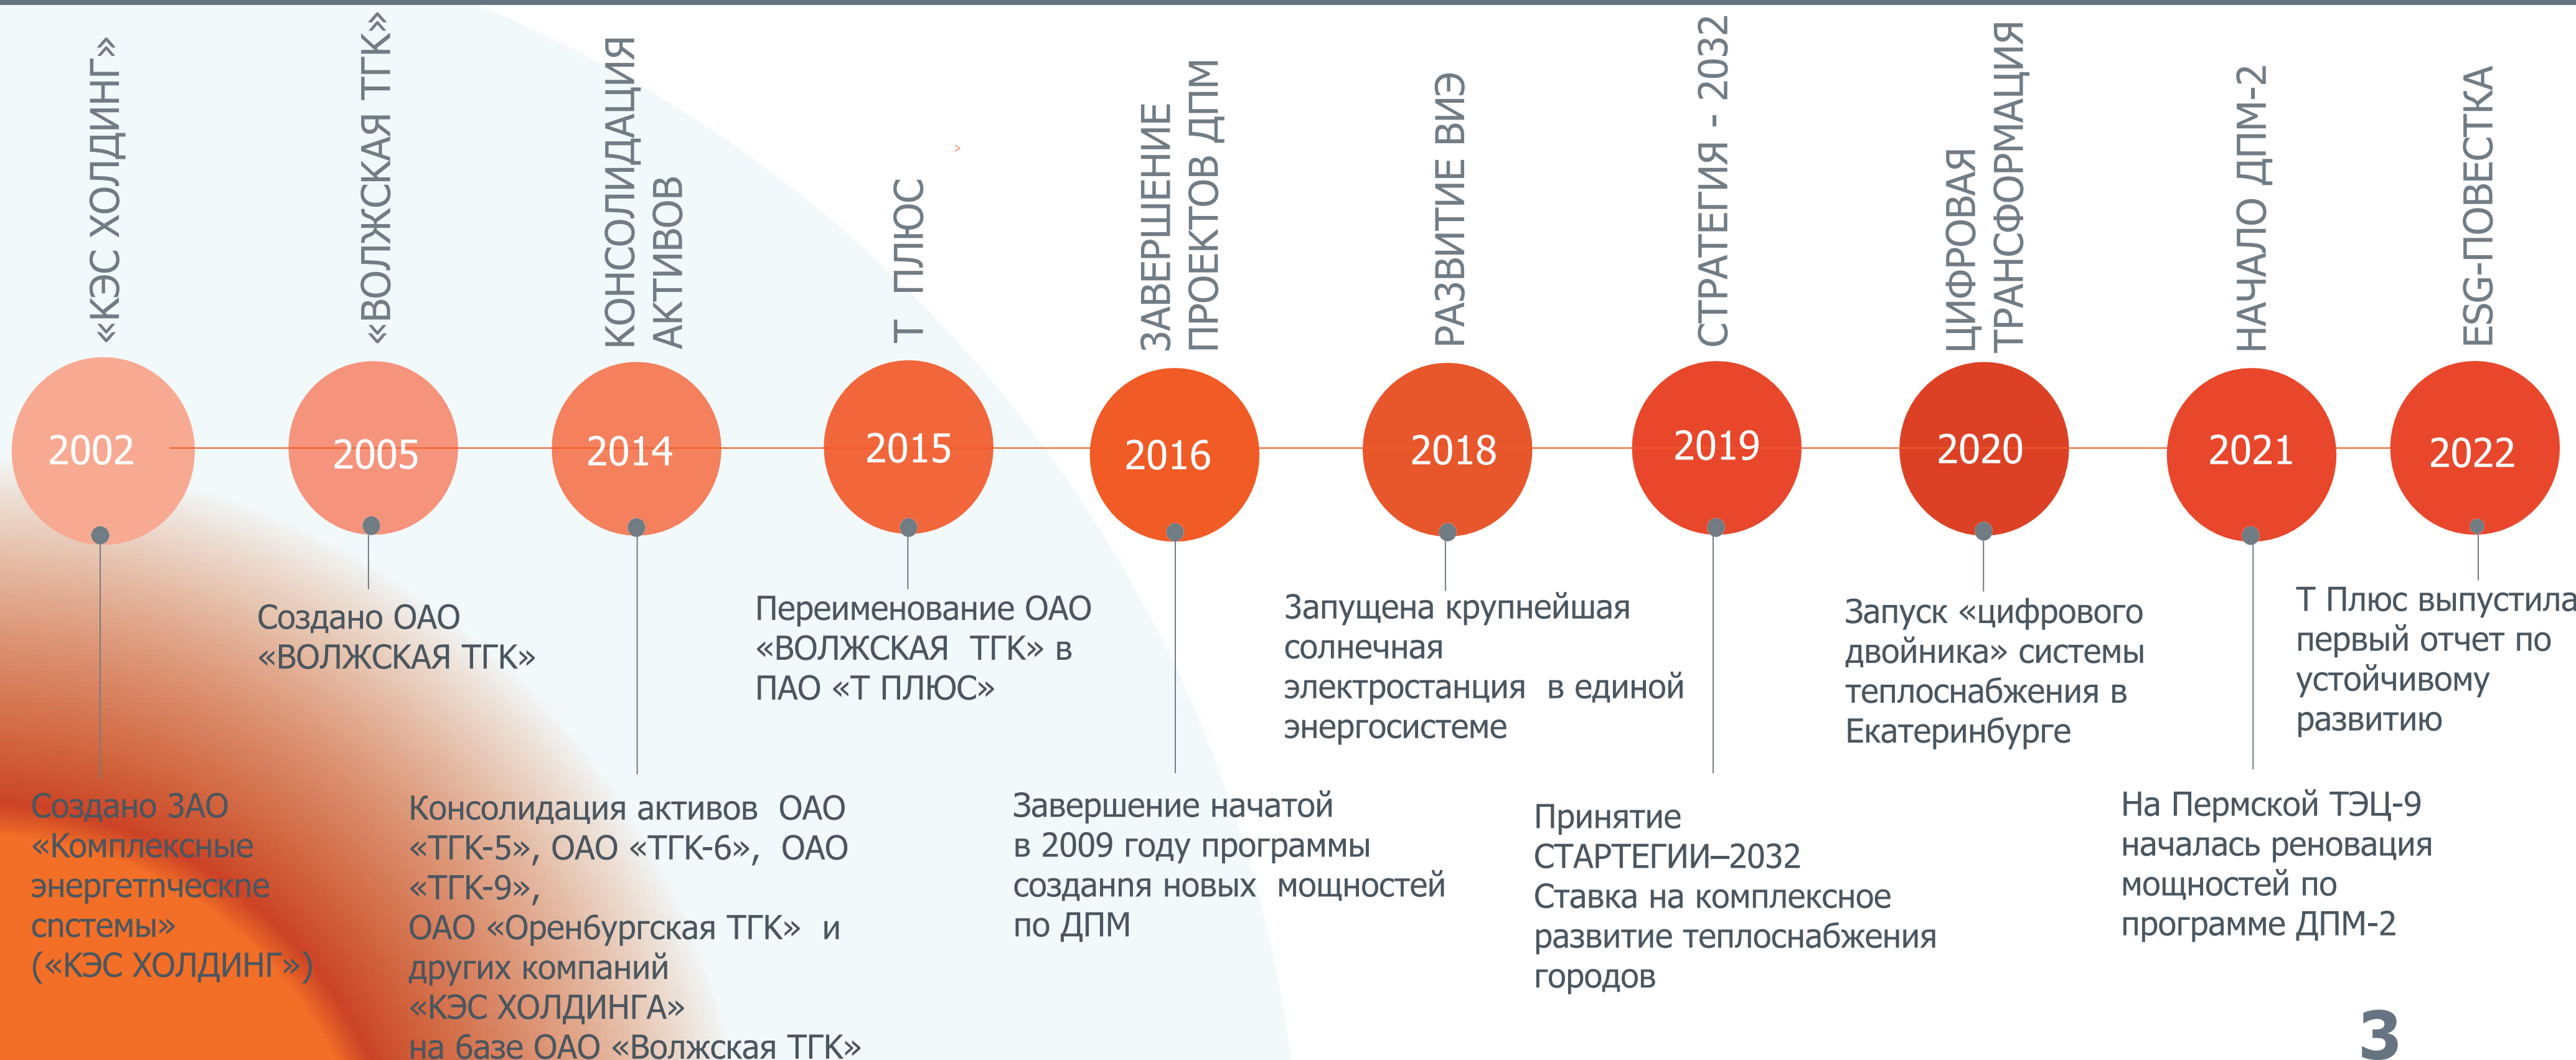 «КЭС ХОЛДИНГ»
«ВОЛЖСКАЯ ТГК»
КОНСОЛИДАЦИЯ
АКТИВОВ
Т ПЛЮС
>
ЗАВЕРШЕНИЕ
ПРОЕКТОВ ДПМ
РАЗВИТИЕ ВИЭ
СТРАТЕГИЯ - 2032
ЦИФРОВАЯ
ТРАНСФОРМАЦИЯ
НАЧАЛО ДПМ-2
ESG-ПОВЕСТКА
2002
2005
2014
2015
2016
2018
2019
2020
2021
2022
Создано ЗАО
«Комплексные
энергетпческпе
спстемы»
(«КЭС ХОЛДИНГ»)
Создано ОАО
«ВОЛЖСКАЯ ТГК»
Консолидация активов ОАО
«ТГК-5», ОАО «ТГК-6», ОАО
«ТГК-9»,
ОАО «Оренбургская ТГК» и
других компаний
«КЭС ХОЛДИНГА»
на базе ОАО «Волжская ТГК»
Переименование ОАО
«ВОЛЖСКАЯ ТГК» в
ПАО «Т ПЛЮС»
Завершение начатой
в 2009 году программы
созданпя новых мощностей
по ДПМ
Запущена крупнейшая
солнечная
электростанция в единой
энергосистеме
Принятие
СТАРТЕГИИ–2032
Ставка на комплексное
развитие теплоснабжения
городов
Запуск «цифрового
двойника» системы
теплоснабжения в
Екатеринбурге
На Пермской ТЭЦ-9
началась реновация
мощностей по
программе ДПМ-2
Т Плюс выпустила
первый отчет по
устойчивому
развитию
3